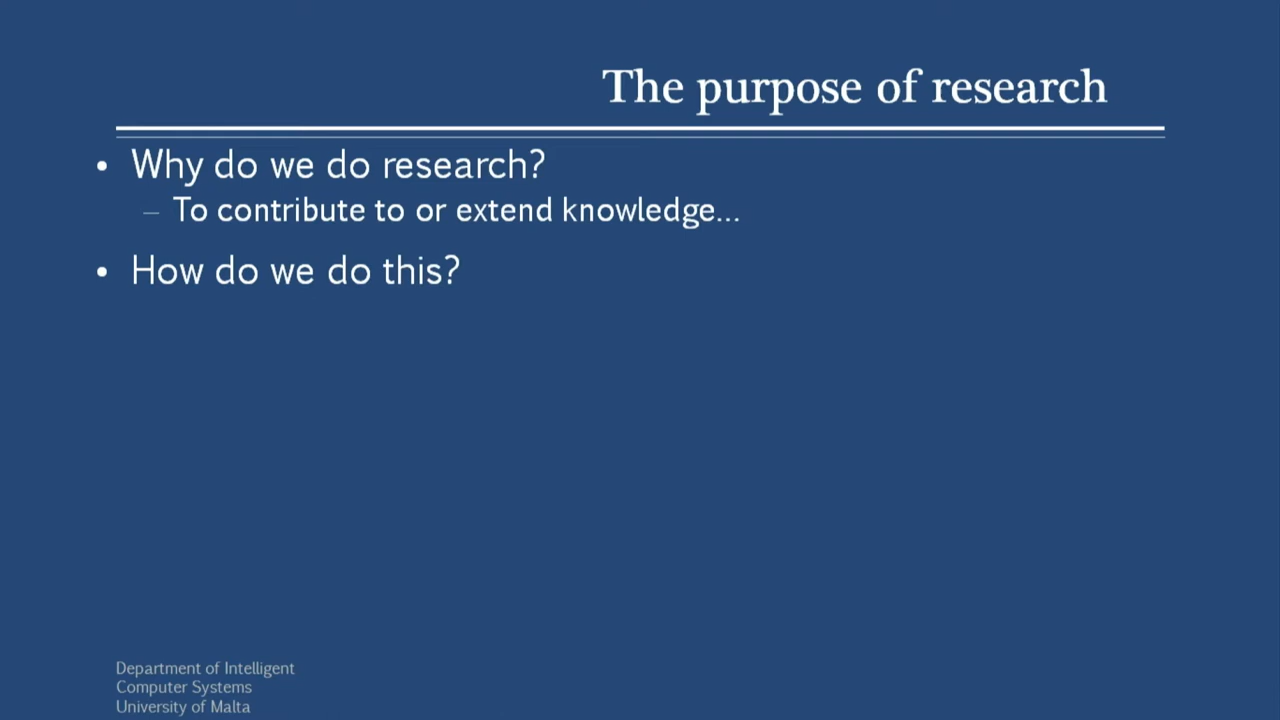 The purpose of research
• Why do we do research?
– To contribute to or extend knowledge...
• How do we do this?
Department of Intelligent
Computer Systems
University of Malta